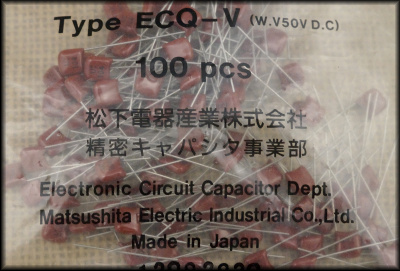 Type ECQ-V (W.V50V D.C)
100 pcs
松下電器産業株式会社
精密キャパシタ事業部
Electronic Circuit Capacitor Dept.
Matsushita Electric Industrial Co.,Ltd.
Made in Japan